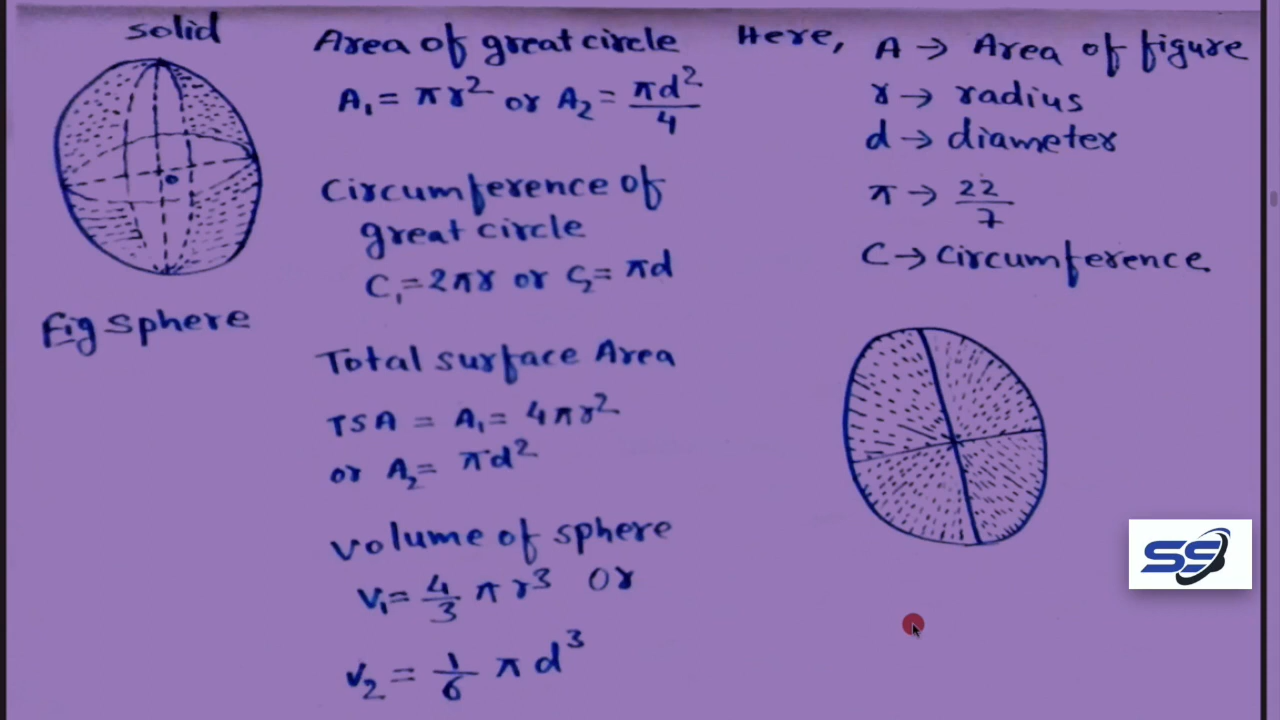 Solid
Fig Sphere
Area of great circle
A₁ = πr² or A₂ = πd²/4
Circumference of
great circle
C₁ = 2πr or C₂ = πd
Total surface Area
TSA = A₁ = 4πr²
or A₂ = πd²
Volume of sphere
V₁ = 4/3 πr³ Or
V₂ = 1/6 πd³
Here, A → Area of figure
r → radius
d → diameter
π → 22/7
C → Circumference
SS